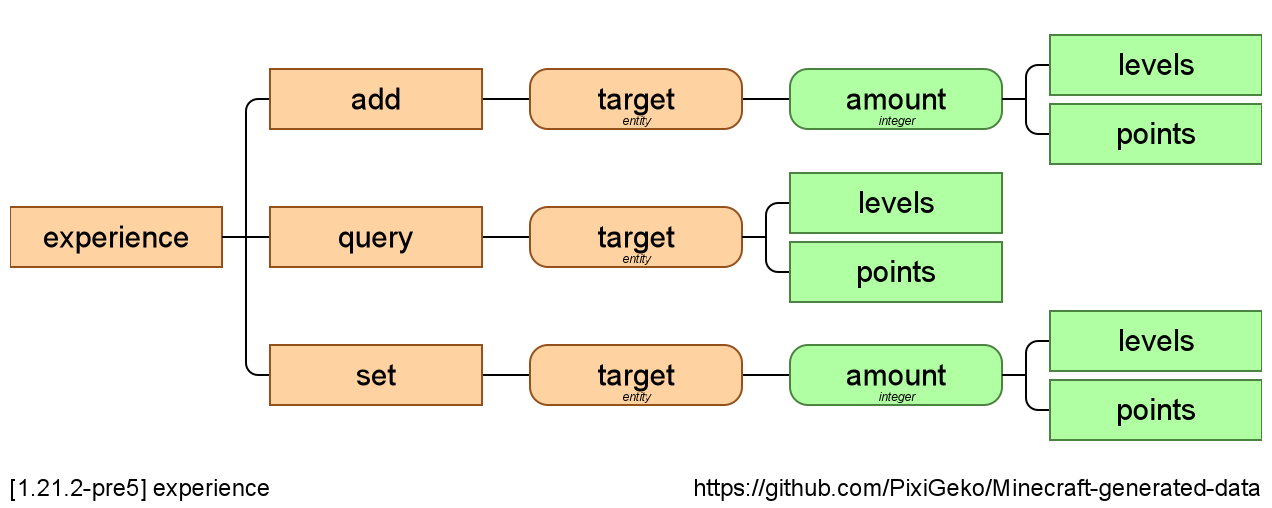 levels
add
target
entity
amount
integer
points
levels
experience
query
target
entity
points
levels
set
target
entity
amount
integer
points
[1.21.2-pre5] experience
https://github.com/PixiGeko/Minecraft-generated-data